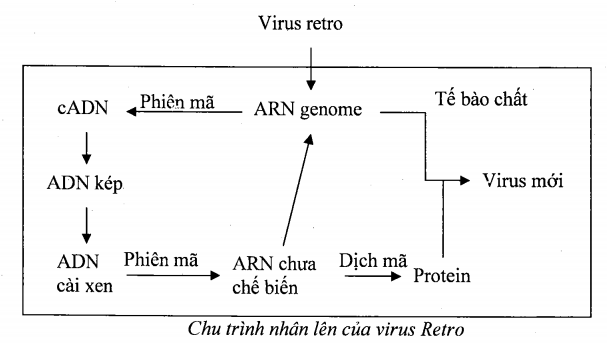 Virus retro
Tế bào chất
cADN
Phiên mã
ARN genome
ADN kép
Virus mới
ADN
cài xen
Phiên mã
ARN chưa
chế biến
Dịch mã
Protein
Chu trình nhân lên của virus Retro